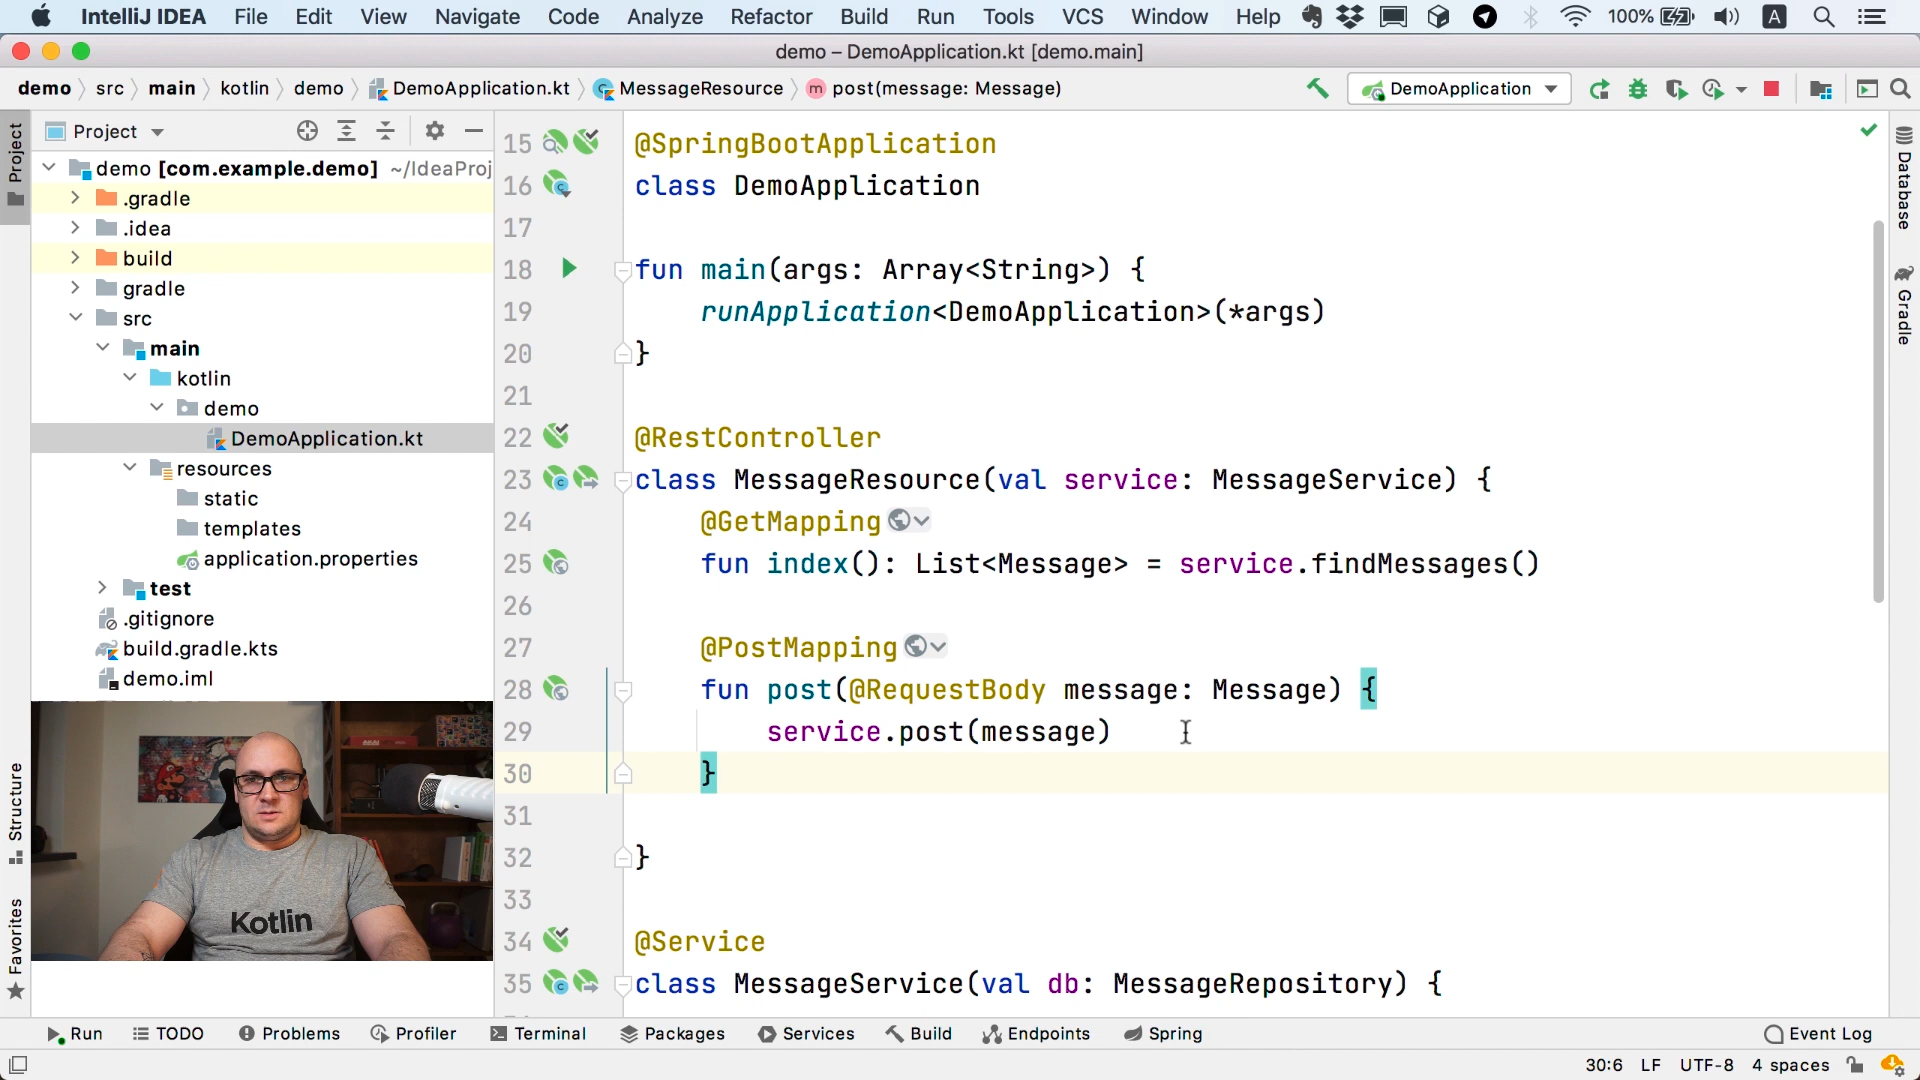 IntelliJ IDEA File Edit View Navigate Code Analyze Refactor Build Run Tools VCS Window Help 100% A
demo – DemoApplication.kt [demo.main]
demo src main kotlin demo DemoApplication.kt MessageResource m post(message: Message) DemoApplication
Project
demo [com.example.demo] ~/IdeaProj
.gradle
.idea
build
gradle
src
main
kotlin
demo
DemoApplication.kt
resources
static
templates
application.properties
test
.gitignore
build.gradle.kts
demo.iml
Project
Structure
Favorites
Kotlin
15 @SpringBootApplication
16 class DemoApplication
17
18 fun main(args: Array<String>) {
19 runApplication<DemoApplication>(*args)
20 }
21
22 @RestController
23 class MessageResource(val service: MessageService) {
24 @GetMapping
25 fun index(): List<Message> = service.findMessages()
26
27 @PostMapping
28 fun post(@RequestBody message: Message) {
29 service.post(message)
30 }
31
32 }
33
34 @Service
35 class MessageService(val db: MessageRepository) {
Database
Gradle
Run TODO Problems Profiler Terminal Packages Services Build Endpoints Spring Event Log
30:6 LF UTF-8 4 spaces